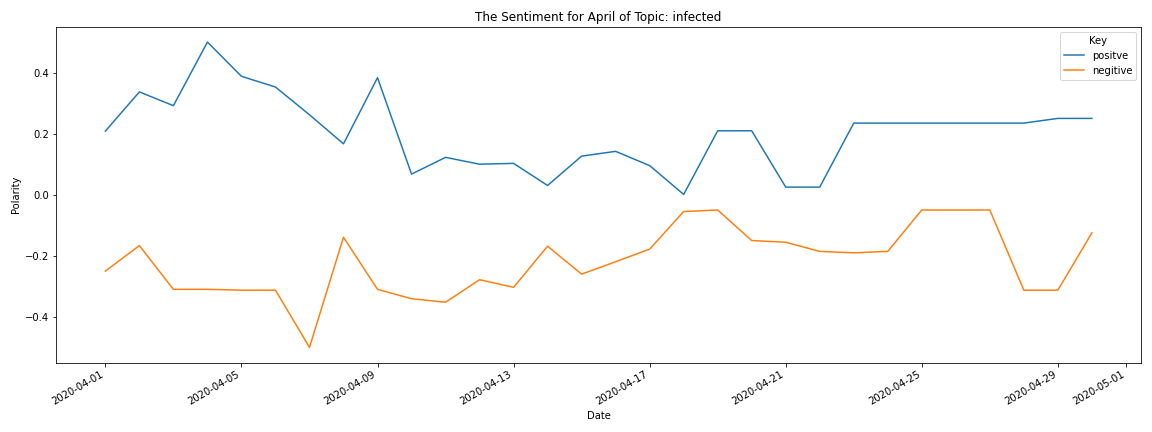 The Sentiment for April of Topic: infected
Key
positve
negitive
Polarity
0.4
0.2
0.0
−0.2
−0.4
2020-04-01
2020-04-05
2020-04-09
2020-04-13
2020-04-17
2020-04-21
2020-04-25
2020-04-29
2020-05-01
Date